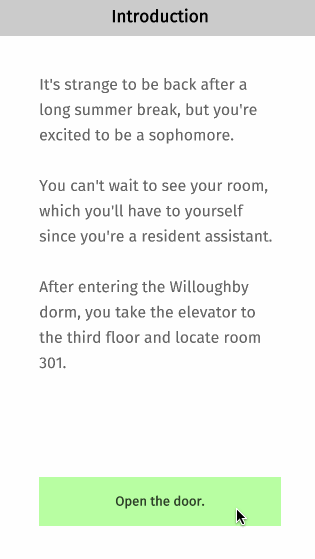 Introduction
It's strange to be back after a
long summer break, but you're
excited to be a sophomore.
You can't wait to see your room,
which you'll have to yourself
since you're a resident assistant.
After entering the Willoughby
dorm, you take the elevator to
the third floor and locate room
301.
Open the door.